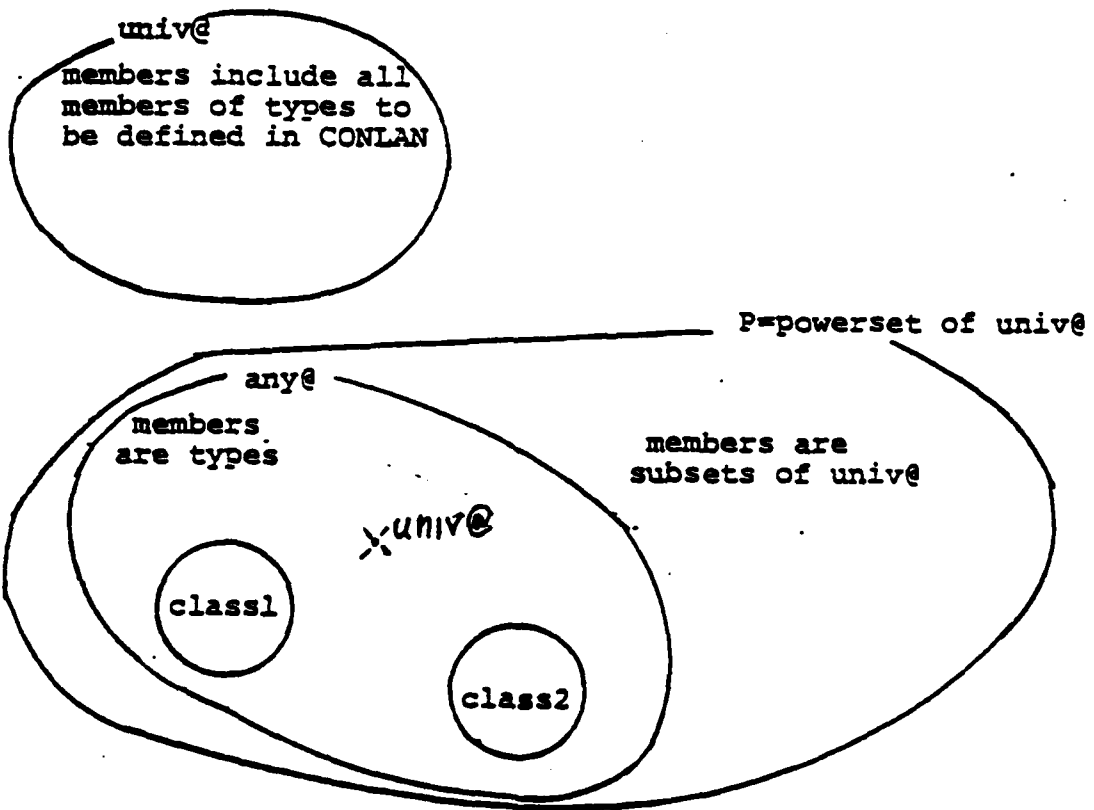 univ@
members include all
members of types to
be defined in CONLAN
P=powerset of univ@
any@
members
are types
members are
subsets of univ@
univ@
class1
class2